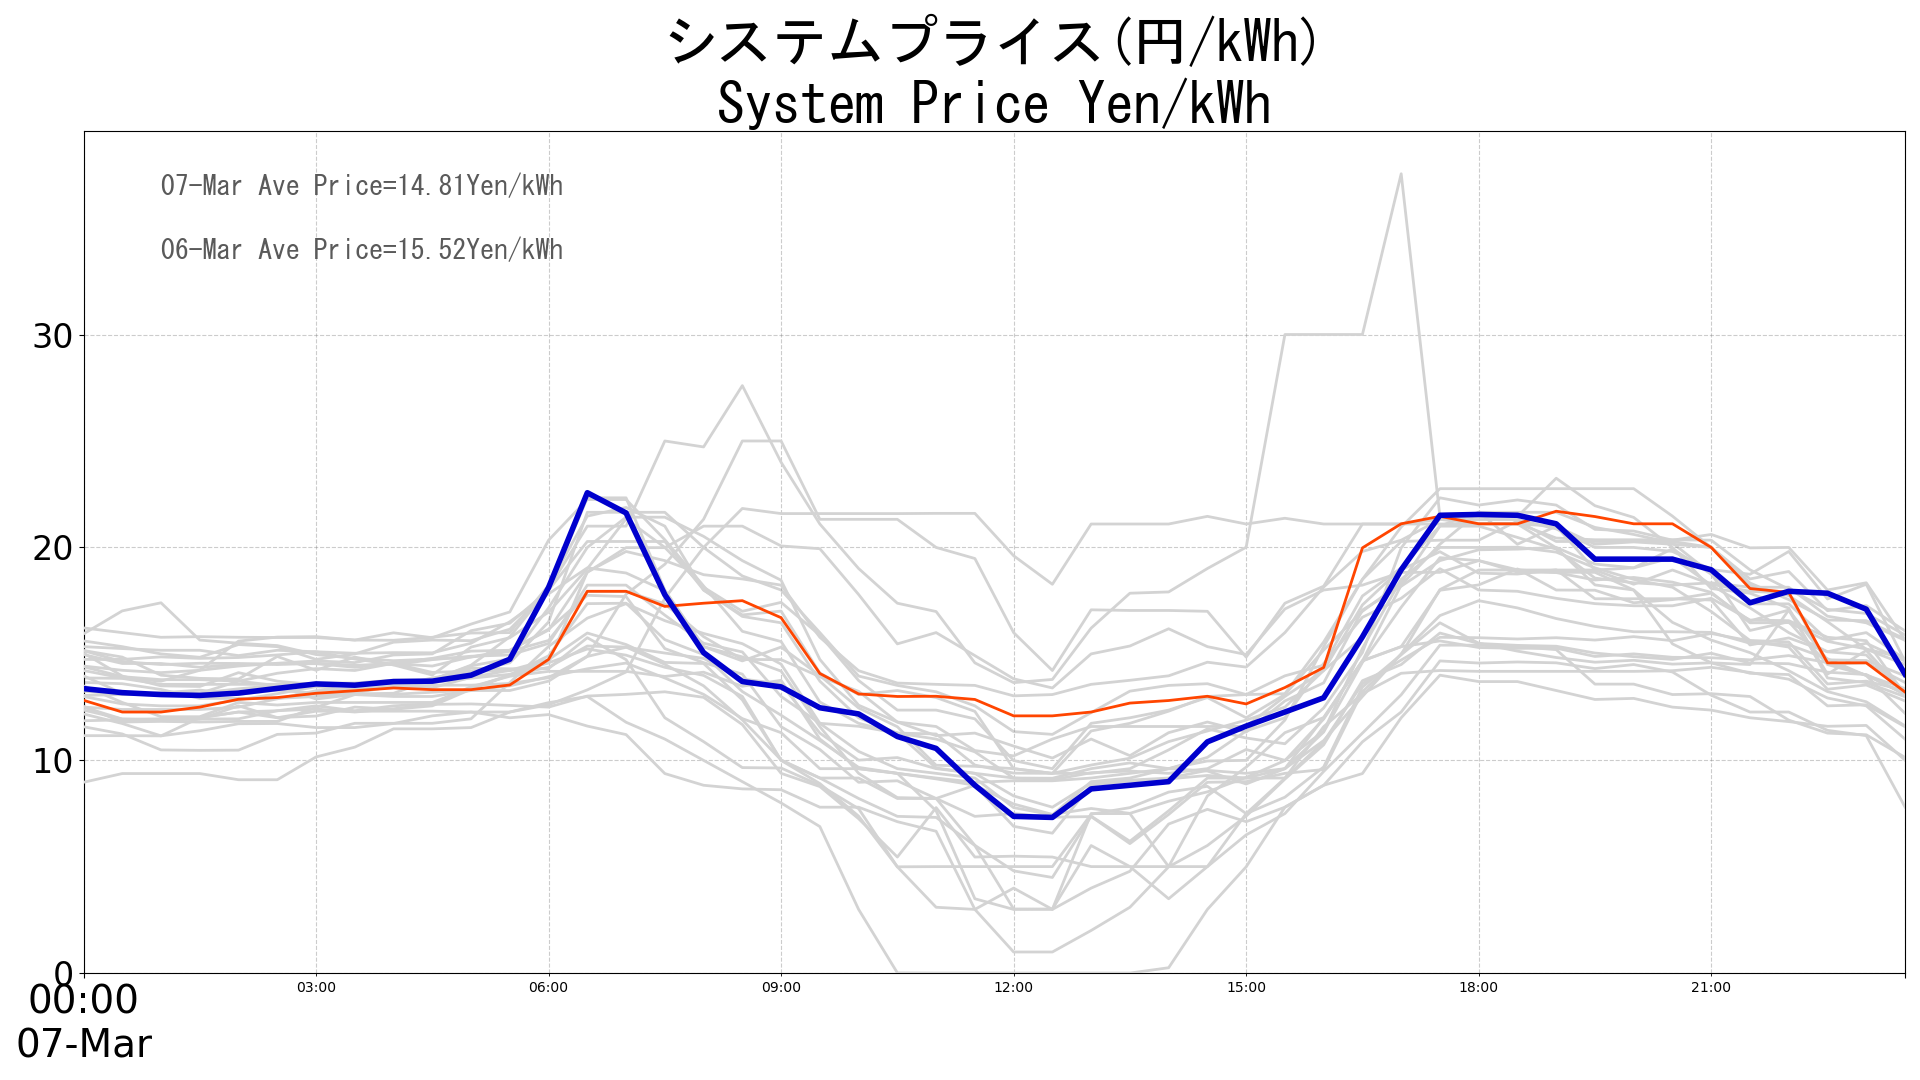 システムプライス(円/kWh)
System Price Yen/kWh
07-Mar Ave Price=14.81Yen/kWh
06-Mar Ave Price=15.52Yen/kWh
30
20
10
0
00:00 03:00 06:00 09:00 12:00 15:00 18:00 21:00
07-Mar